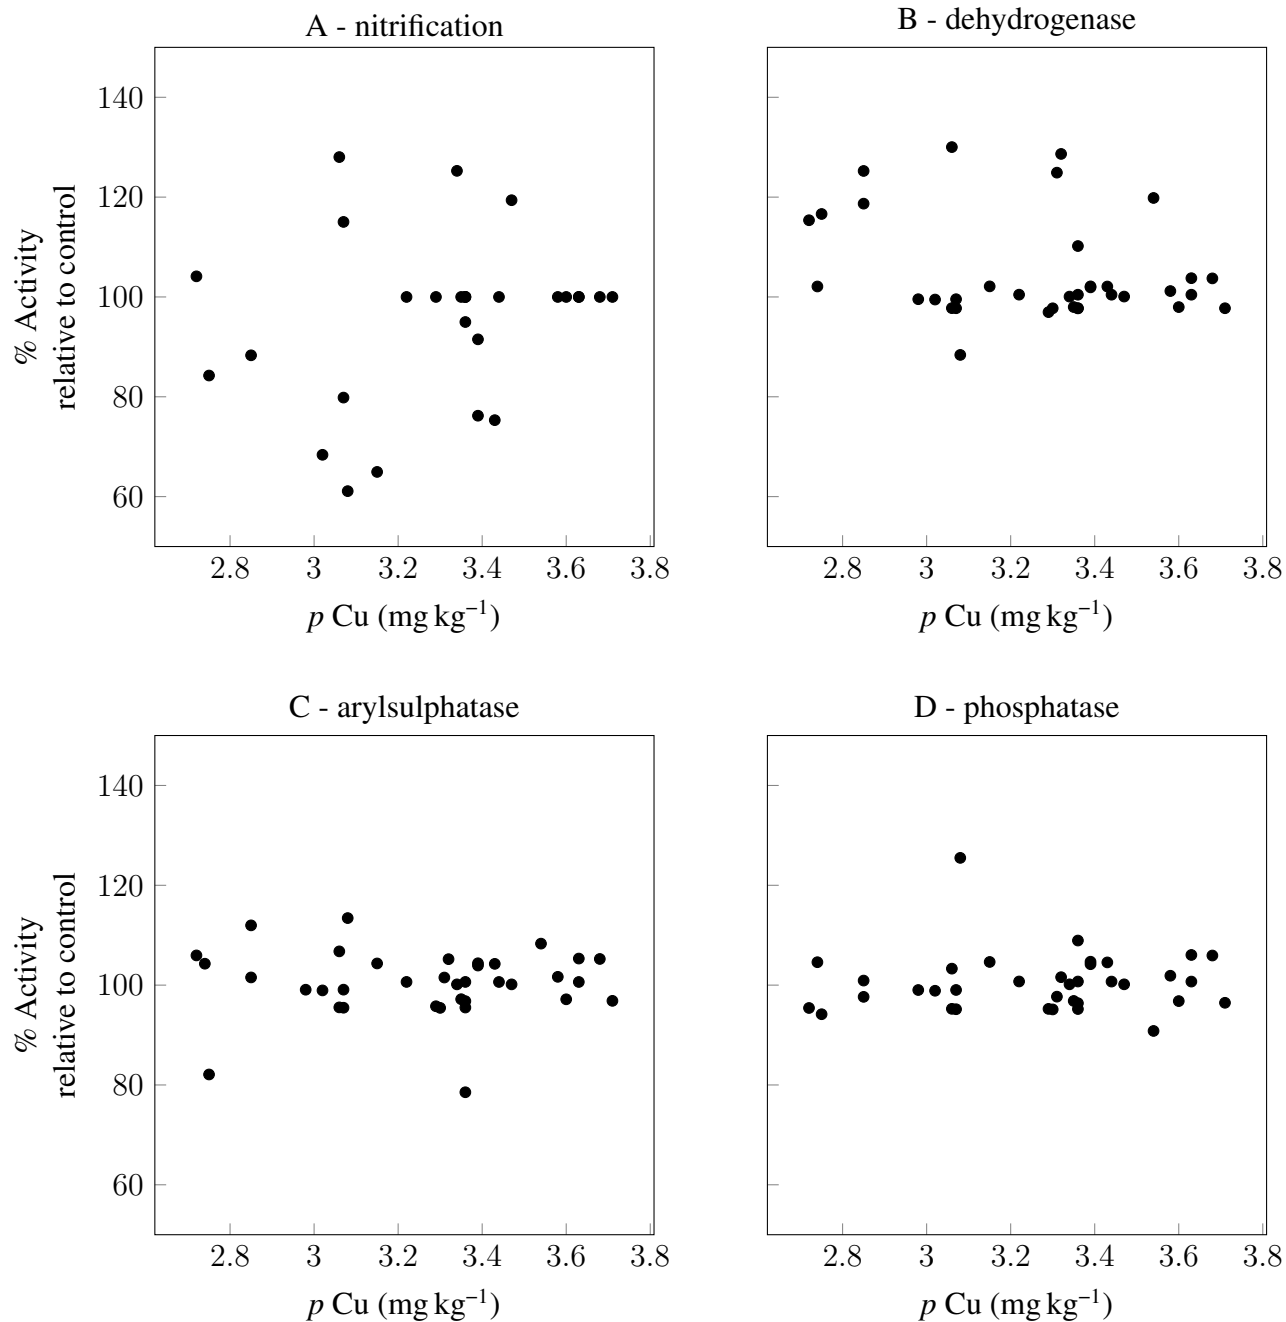 A - nitrification
B - dehydrogenase
% Activity
relative to control
140
120
100
80
60
2.8 3 3.2 3.4 3.6 3.8
2.8 3 3.2 3.4 3.6 3.8
p Cu (mg kg⁻¹)
p Cu (mg kg⁻¹)
C - arylsulphatase
D - phosphatase
% Activity
relative to control
140
120
100
80
60
2.8 3 3.2 3.4 3.6 3.8
2.8 3 3.2 3.4 3.6 3.8
p Cu (mg kg⁻¹)
p Cu (mg kg⁻¹)